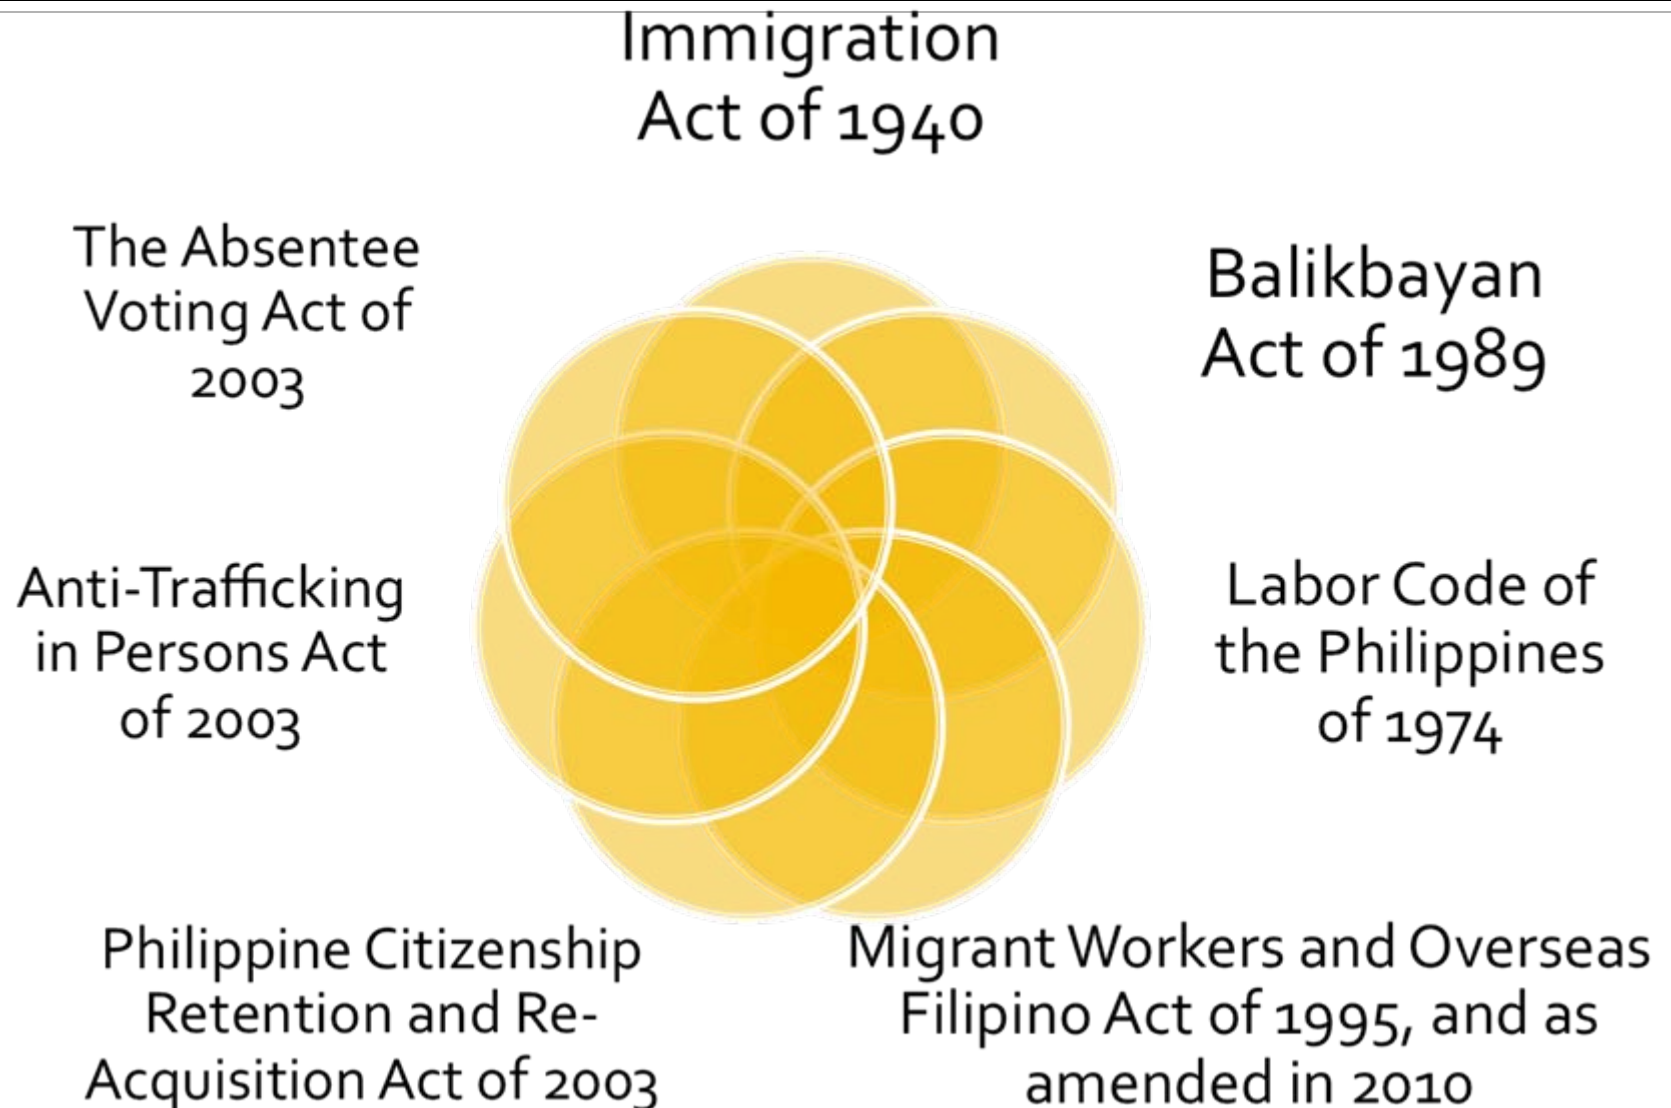 Immigration
Act of 1940
Balikbayan
Act of 1989
Labor Code of
the Philippines
of 1974
Migrant Workers and Overseas
Filipino Act of 1995, and as
amended in 2010
Philippine Citizenship
Retention and Re-
Acquisition Act of 2003
Anti-Trafficking
in Persons Act
of 2003
The Absentee
Voting Act of
2003